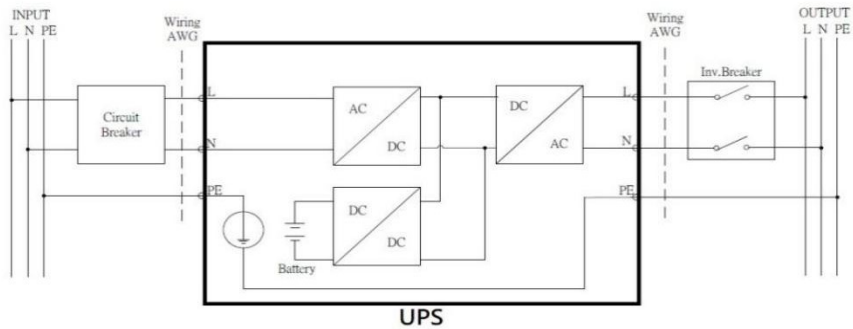 INPUT
L N PE
Wiring
AWG
Circuit
Breaker
L
N
PE
AC
DC
DC
DC
Battery
DC
AC
L
N
PE
Wiring
AWG
Inv.Breaker
OUTPUT
L N PE
UPS